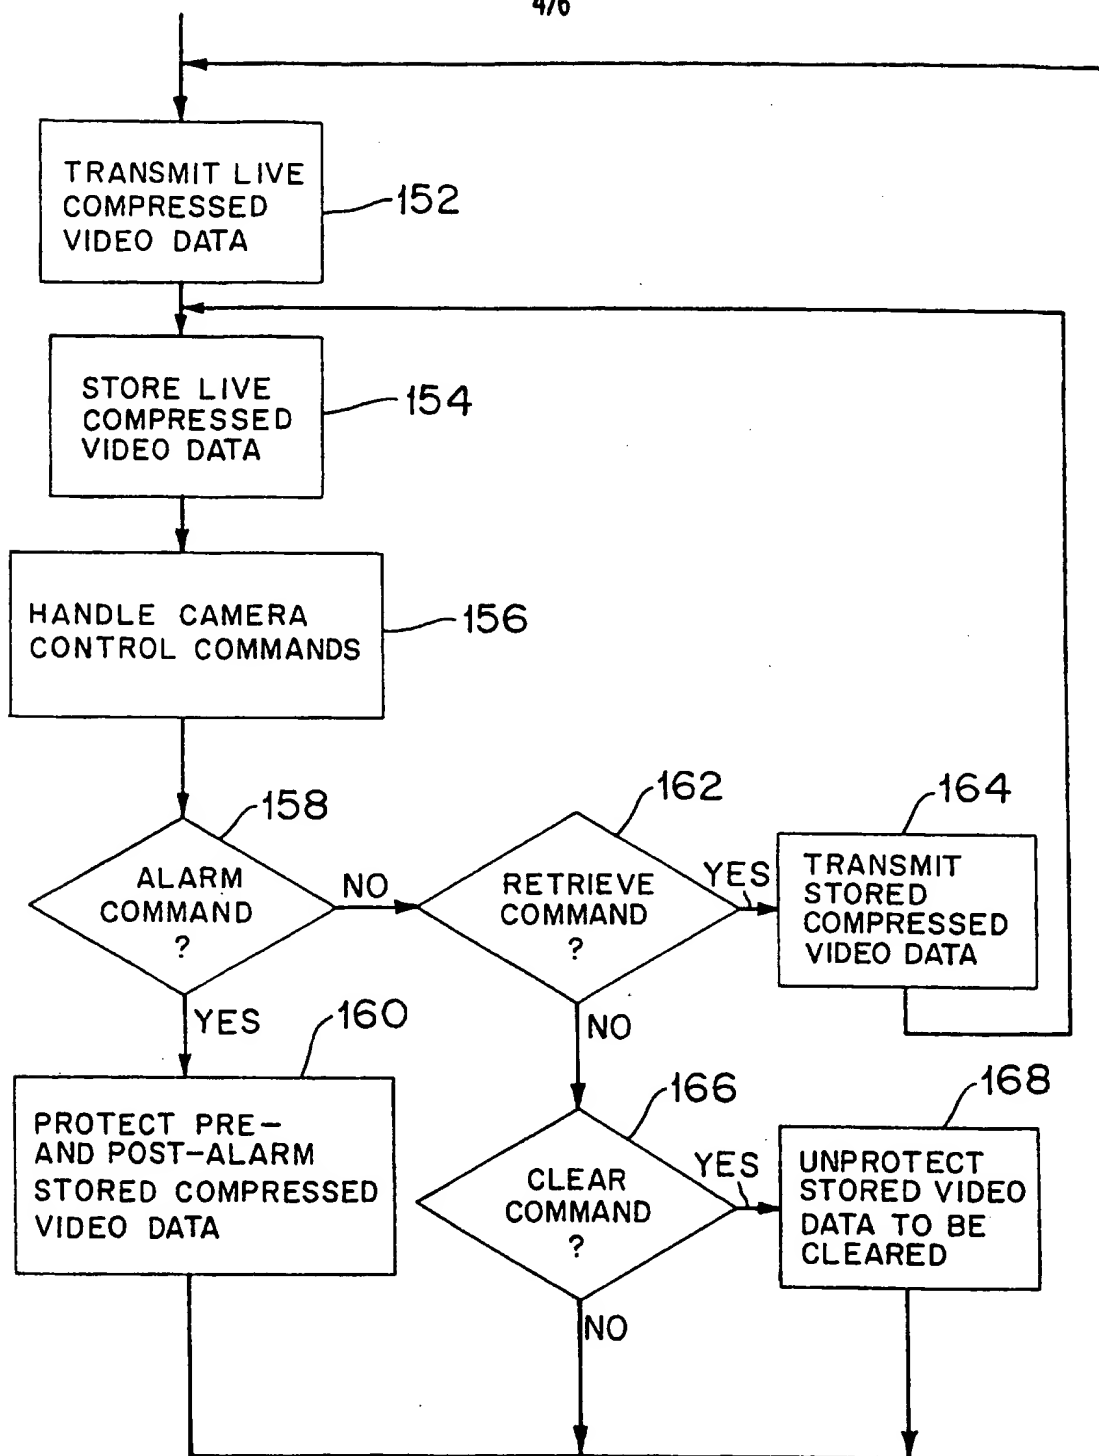 4/6
TRANSMIT LIVE
COMPRESSED
VIDEO DATA
152
STORE LIVE
COMPRESSED
VIDEO DATA
154
HANDLE CAMERA
CONTROL COMMANDS
156
158
ALARM
COMMAND
?
NO
YES
162
RETRIEVE
COMMAND
?
YES
NO
164
TRANSMIT
STORED
COMPRESSED
VIDEO DATA
160
PROTECT PRE-
AND POST-ALARM
STORED COMPRESSED
VIDEO DATA
166
CLEAR
COMMAND
?
YES
NO
168
UNPROTECT
STORED VIDEO
DATA TO BE
CLEARED